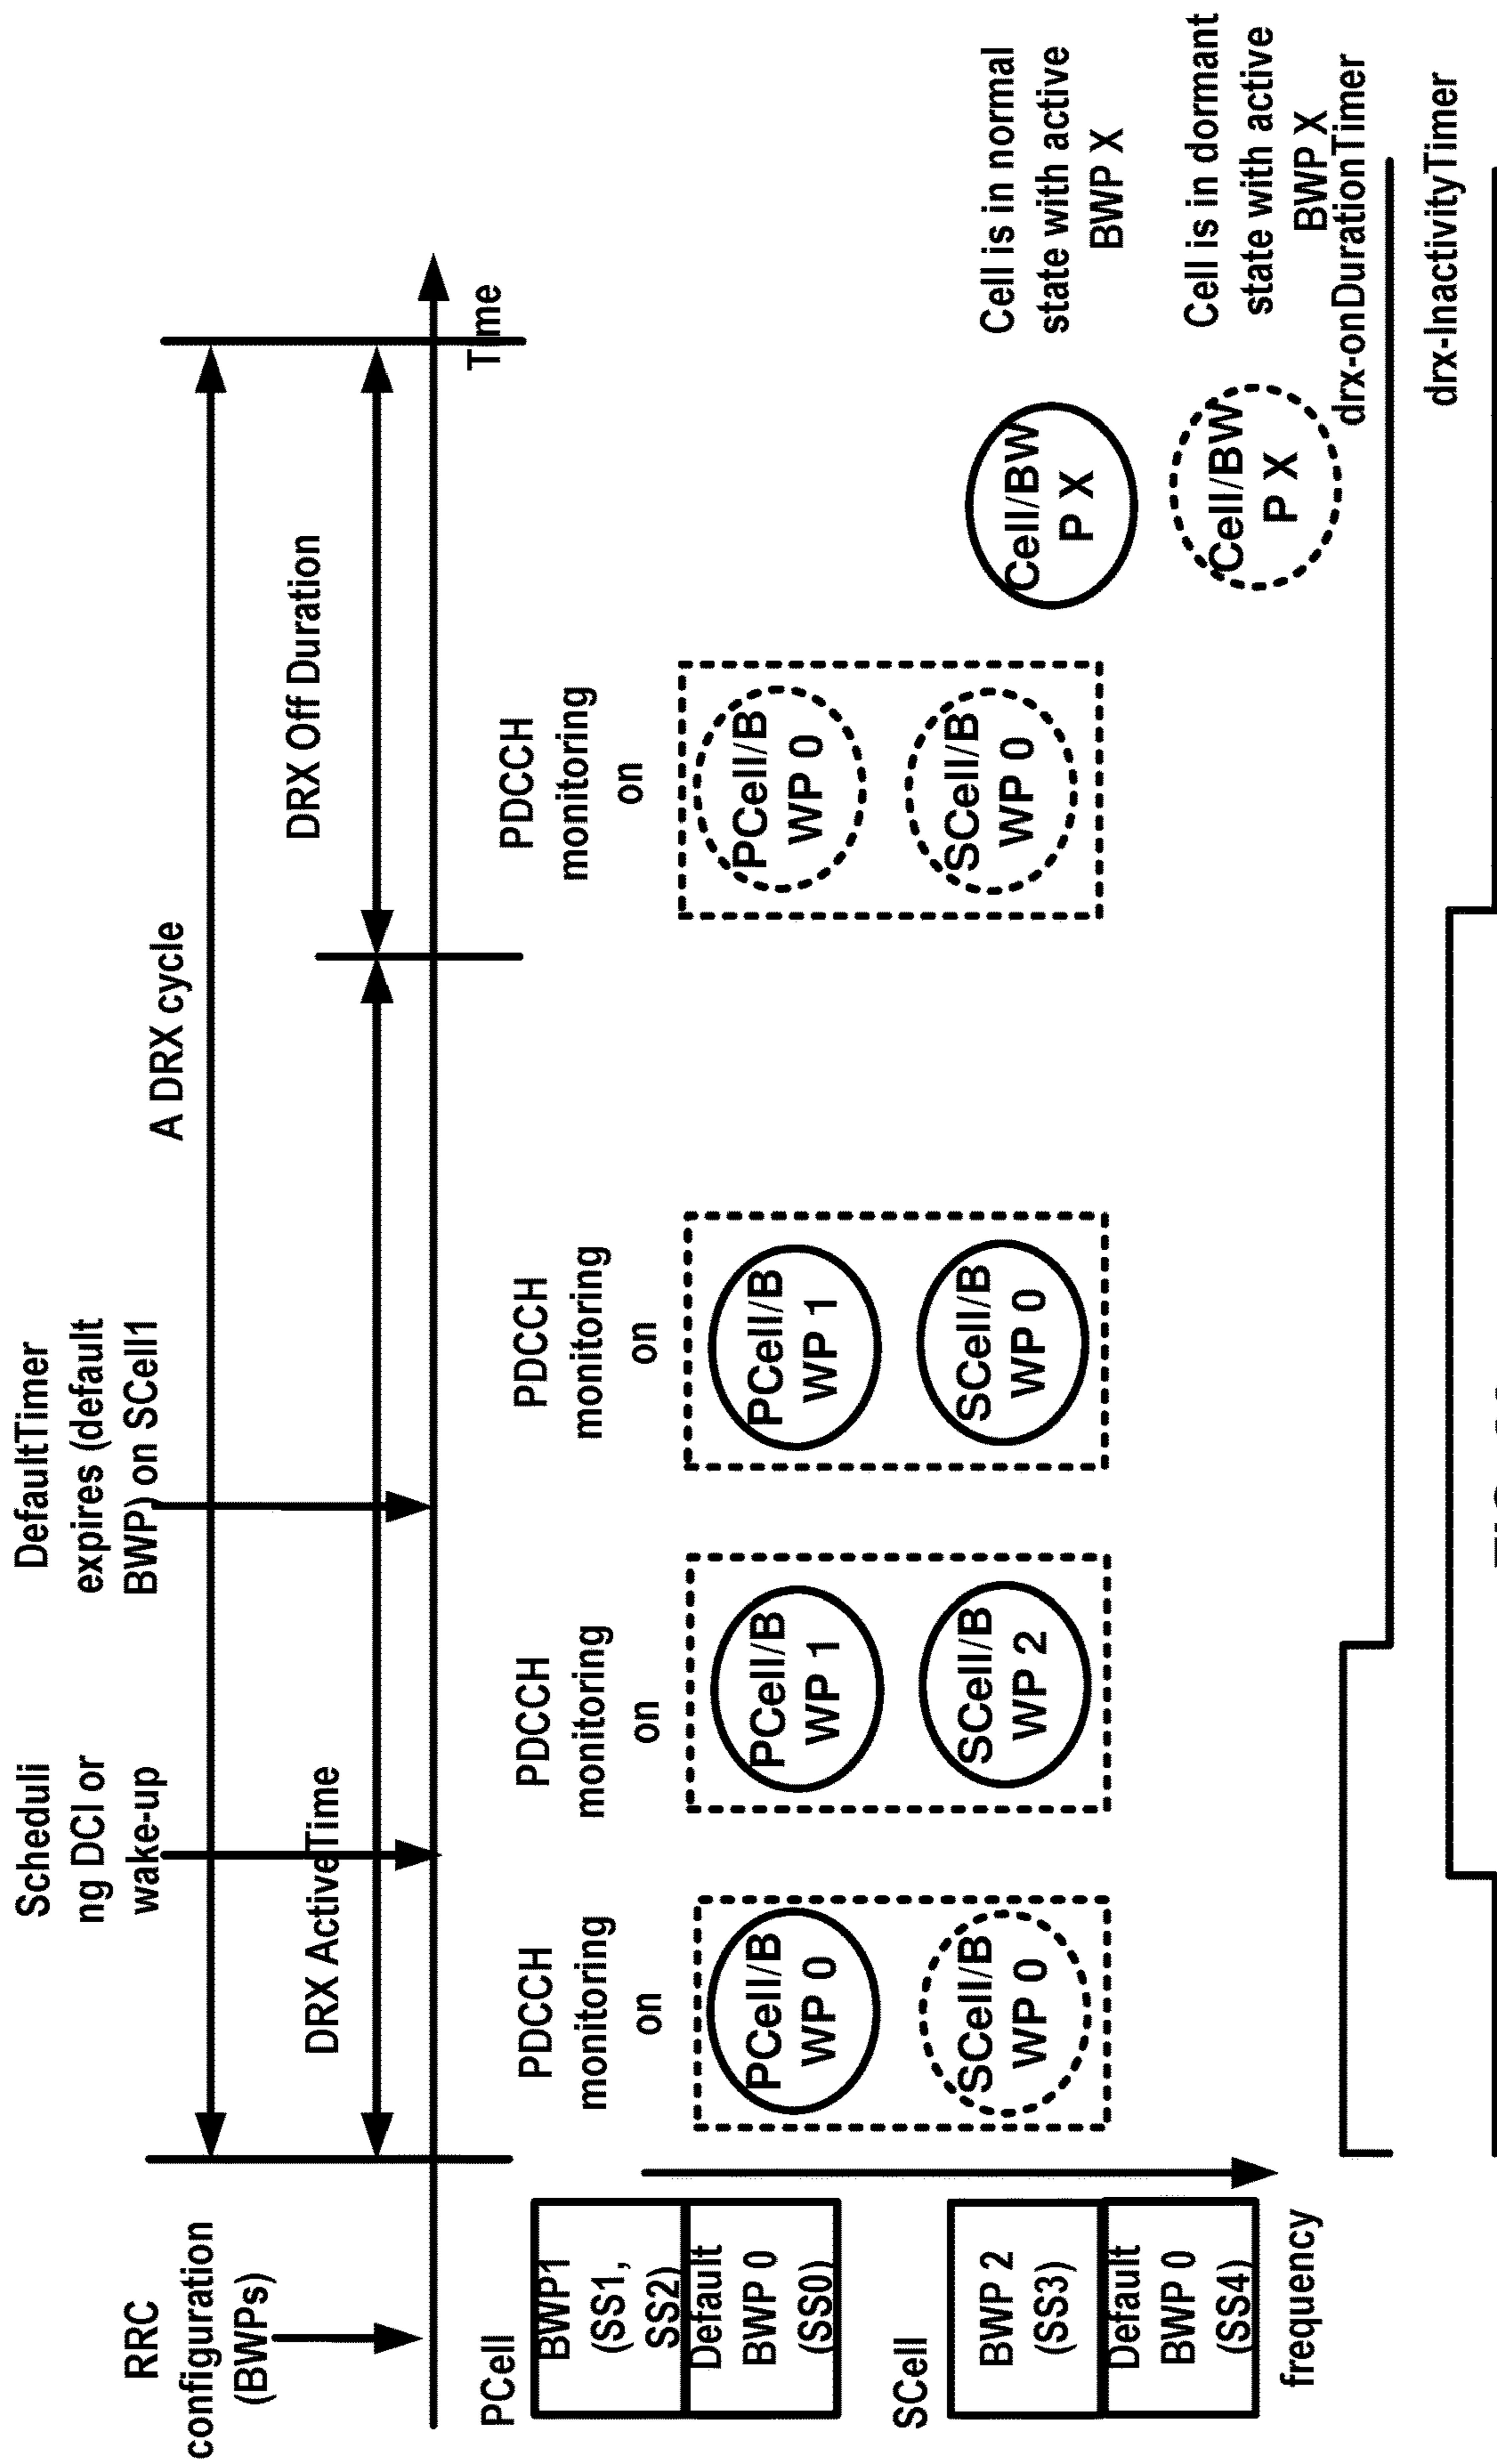 RRC
configuration
(BWPs)
Scheduli
ng DCI or
wake-up
DefaultTimer
expires (default
BWP) on SCell1
A DRX cycle
DRX ActiveTime
DRX Off Duration
Time
PCell
BWP1
(SS1,
SS2)
Default
BWP 0
(SS0)
SCell
BWP 2
(SS3)
Default
BWP 0
(SS4)
frequency
PDCCH
monitoring
on
PCell/B
WP 0
SCell/B
WP 0
PDCCH
monitoring
on
PCell/B
WP 1
SCell/B
WP 2
PDCCH
monitoring
on
PCell/B
WP 1
SCell/B
WP 0
PDCCH
monitoring
on
PCell/B
WP 0
SCell/B
WP 0
Cell/BW
P X
Cell is in normal
state with active
BWP X
Cell/BW
P X
Cell is in dormant
state with active
BWP X
drx-onDurationTimer
drx-InactivityTimer